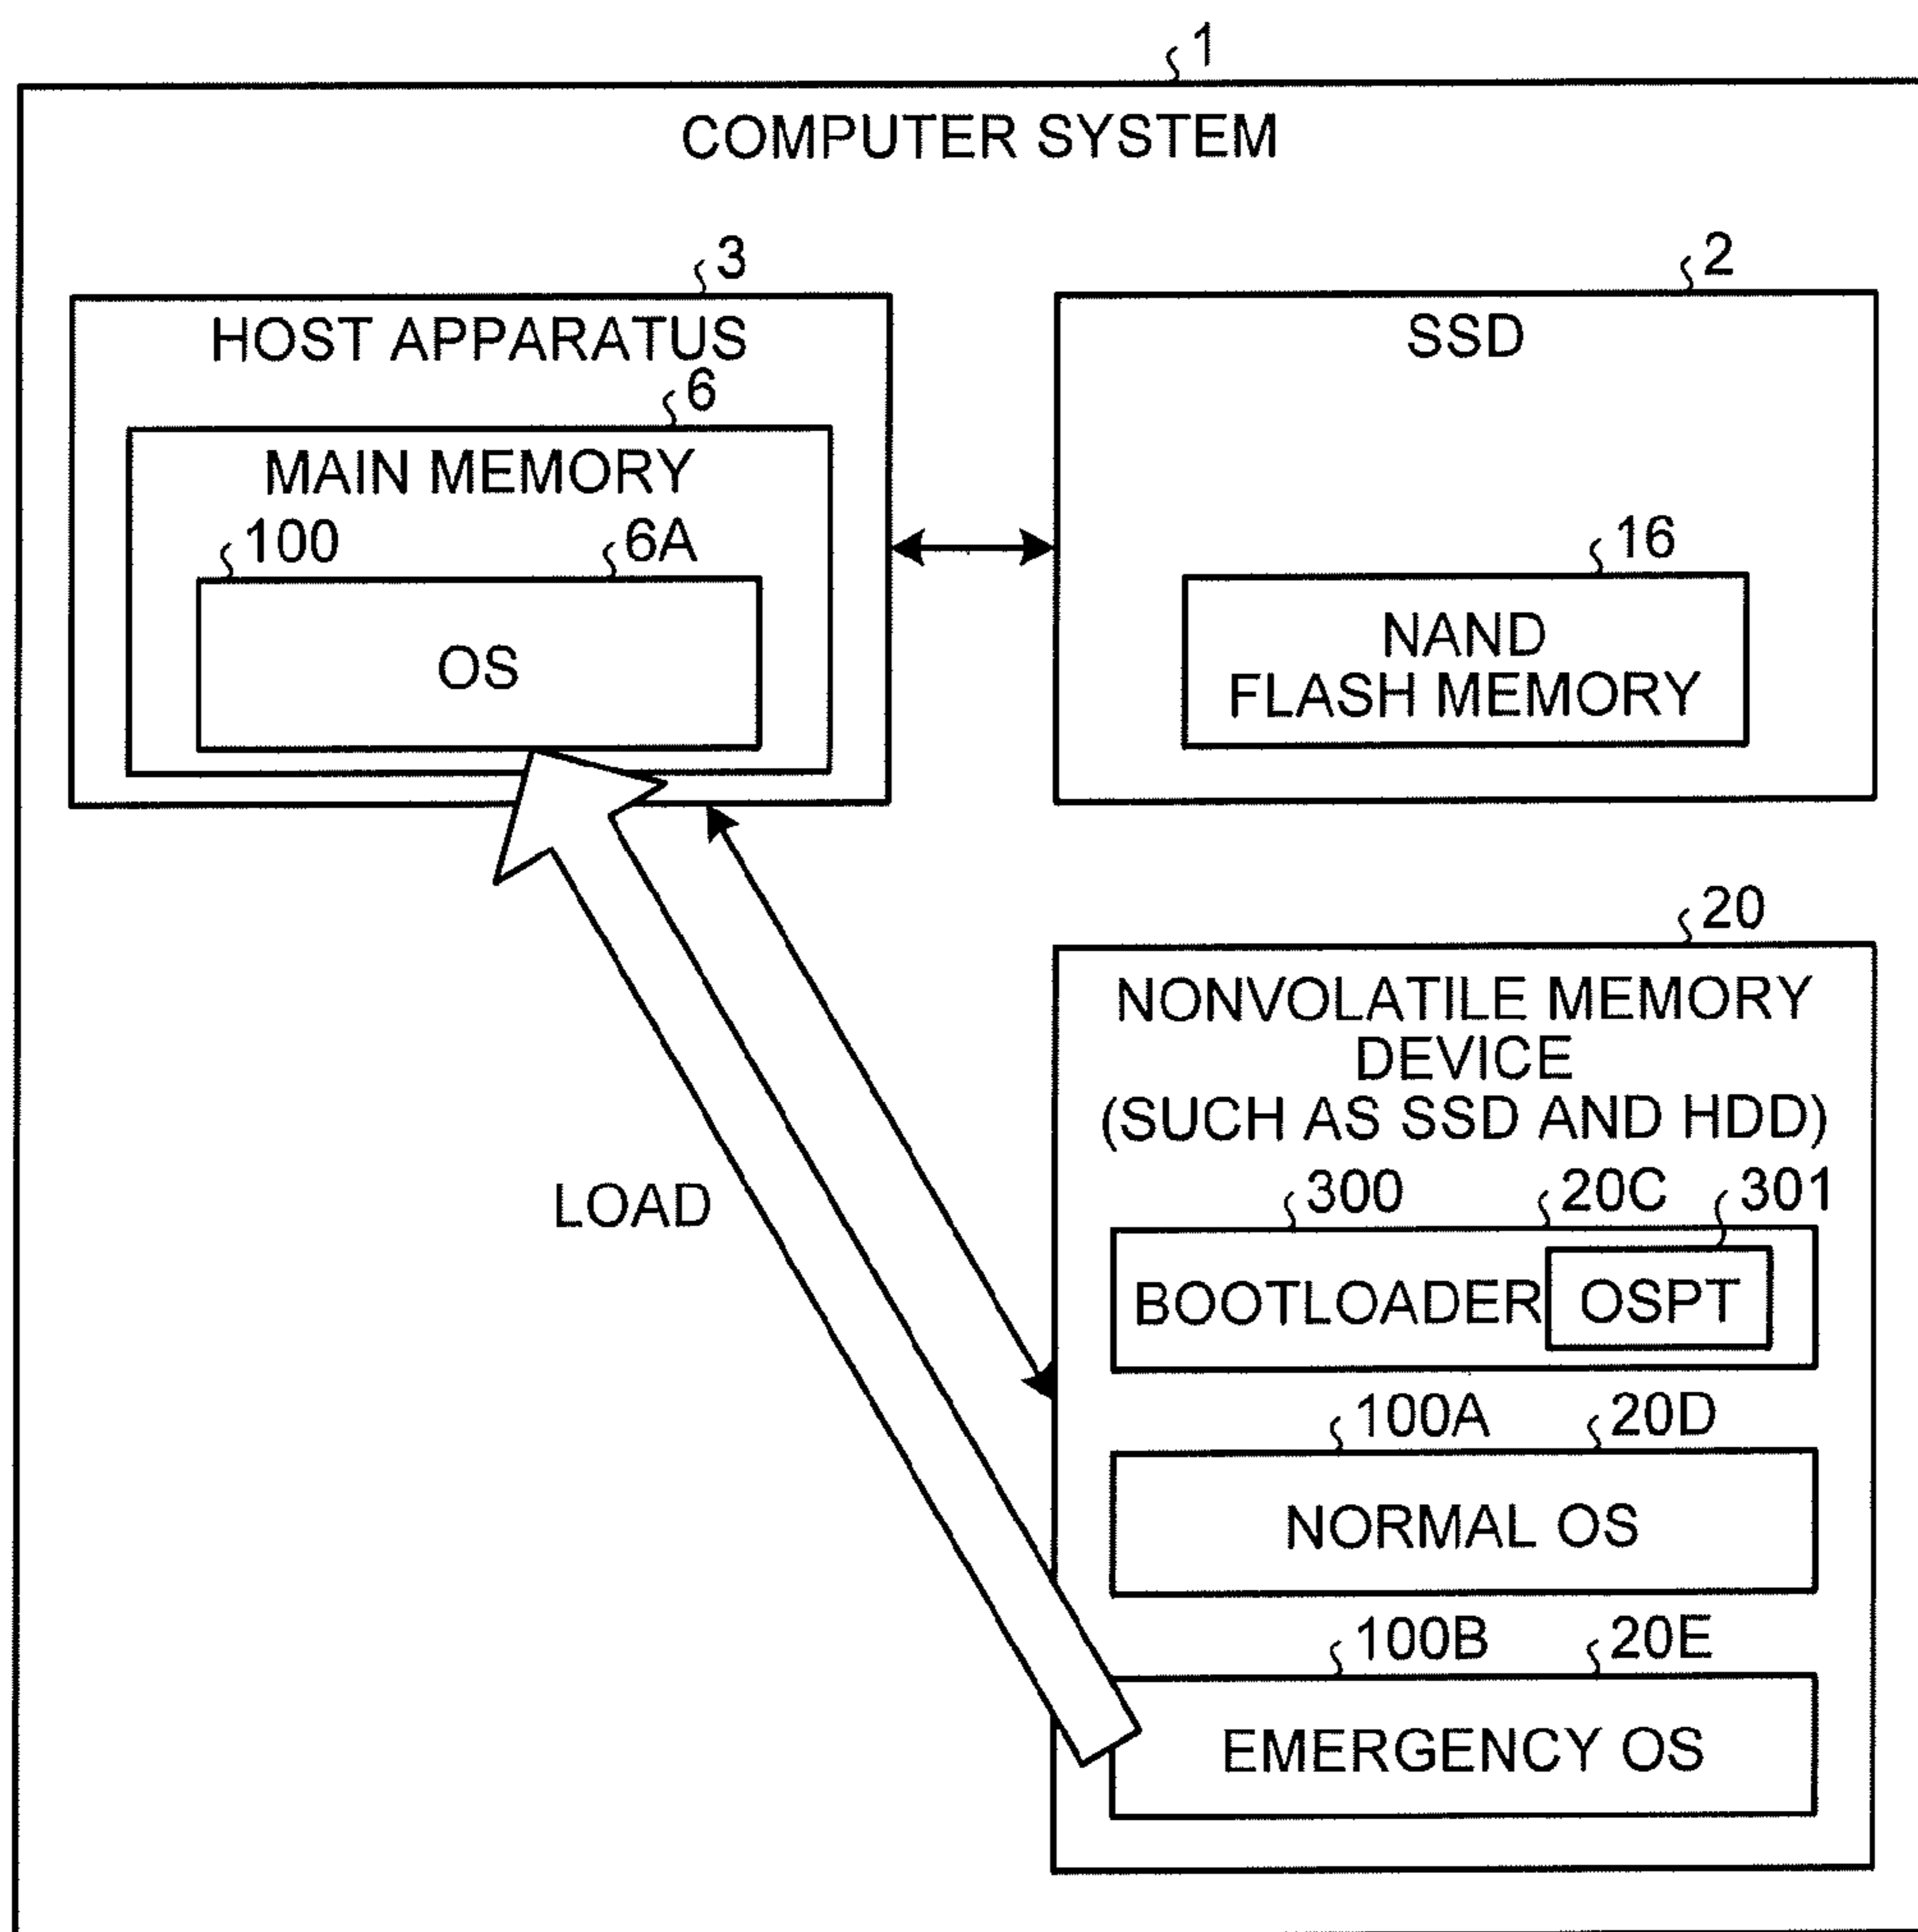 1
COMPUTER SYSTEM
3
HOST APPARATUS
6
MAIN MEMORY
100
6A
OS
2
SSD
16
NAND
FLASH MEMORY
LOAD
20
NONVOLATILE MEMORY
DEVICE
(SUCH AS SSD AND HDD)
300
20C
301
BOOTLOADER
OSPT
100A
20D
NORMAL OS
100B
20E
EMERGENCY OS